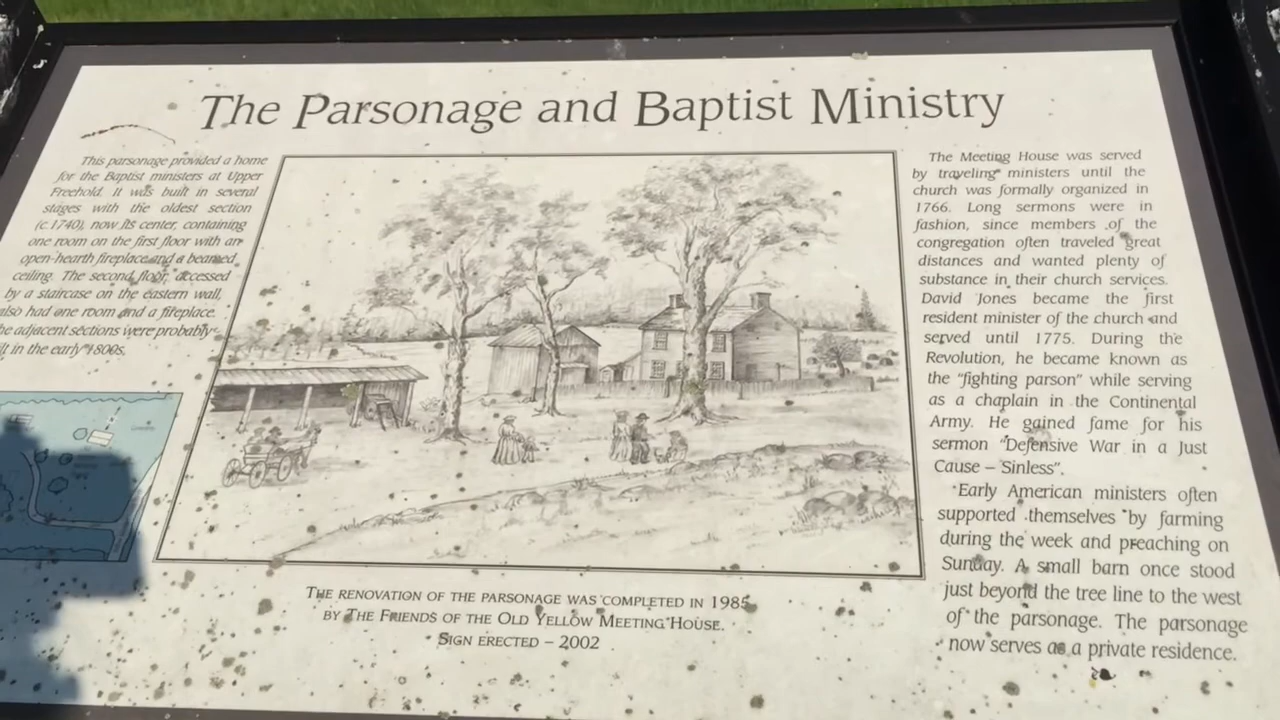 The Parsonage and Baptist Ministry
This parsonage provided a home
for the Baptist ministers at Upper
Freehold. It was built in several
stages with the oldest section
(c.1740), now its center, containing
one room on the first floor with an
open-hearth fireplace and a beamed
ceiling. The second floor, accessed
by a staircase on the eastern wall,
also had one room and a fireplace.
he adjacent sections were probably
lt in the early 1800s.
THE RENOVATION OF THE PARSONAGE WAS COMPLETED IN 1985
BY THE FRIENDS OF THE OLD YELLOW MEETING HOUSE.
SIGN ERECTED – 2002
The Meeting House was served
by traveling ministers until the
church was formally organized in
1766. Long sermons were in
fashion, since members of the
congregation often traveled great
distances and wanted plenty of
substance in their church services.
David Jones became the first
resident minister of the church and
served until 1775. During the
Revolution, he became known as
the "fighting parson" while serving
as a chaplain in the Continental
Army. He gained fame for his
sermon "Defensive War in a Just
Cause – Sinless".
Early American ministers often
supported themselves by farming
during the week and preaching on
Sunday. A small barn once stood
just beyond the tree line to the west
of the parsonage. The parsonage
now serves as a private residence.